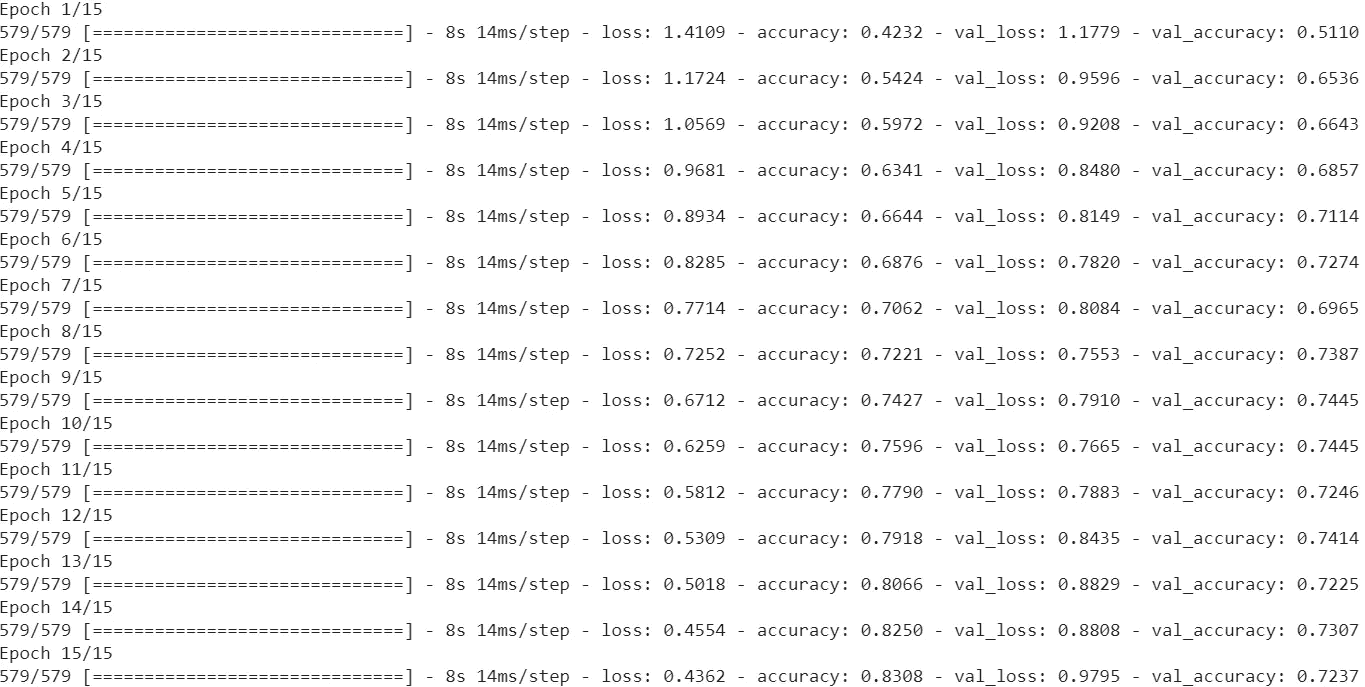 Epoch 1/15
579/579 [==============================] - 8s 14ms/step - loss: 1.4109 - accuracy: 0.4232 - val_loss: 1.1779 - val_accuracy: 0.5110
Epoch 2/15
579/579 [==============================] - 8s 14ms/step - loss: 1.1724 - accuracy: 0.5424 - val_loss: 0.9596 - val_accuracy: 0.6536
Epoch 3/15
579/579 [==============================] - 8s 14ms/step - loss: 1.0569 - accuracy: 0.5972 - val_loss: 0.9208 - val_accuracy: 0.6643
Epoch 4/15
579/579 [==============================] - 8s 14ms/step - loss: 0.9681 - accuracy: 0.6341 - val_loss: 0.8480 - val_accuracy: 0.6857
Epoch 5/15
579/579 [==============================] - 8s 14ms/step - loss: 0.8934 - accuracy: 0.6644 - val_loss: 0.8149 - val_accuracy: 0.7114
Epoch 6/15
579/579 [==============================] - 8s 14ms/step - loss: 0.8285 - accuracy: 0.6876 - val_loss: 0.7820 - val_accuracy: 0.7274
Epoch 7/15
579/579 [==============================] - 8s 14ms/step - loss: 0.7714 - accuracy: 0.7062 - val_loss: 0.8084 - val_accuracy: 0.6965
Epoch 8/15
579/579 [==============================] - 8s 14ms/step - loss: 0.7252 - accuracy: 0.7221 - val_loss: 0.7553 - val_accuracy: 0.7387
Epoch 9/15
579/579 [==============================] - 8s 14ms/step - loss: 0.6712 - accuracy: 0.7427 - val_loss: 0.7910 - val_accuracy: 0.7445
Epoch 10/15
579/579 [==============================] - 8s 14ms/step - loss: 0.6259 - accuracy: 0.7596 - val_loss: 0.7665 - val_accuracy: 0.7445
Epoch 11/15
579/579 [==============================] - 8s 14ms/step - loss: 0.5812 - accuracy: 0.7790 - val_loss: 0.7883 - val_accuracy: 0.7246
Epoch 12/15
579/579 [==============================] - 8s 14ms/step - loss: 0.5309 - accuracy: 0.7918 - val_loss: 0.8435 - val_accuracy: 0.7414
Epoch 13/15
579/579 [==============================] - 8s 14ms/step - loss: 0.5018 - accuracy: 0.8066 - val_loss: 0.8829 - val_accuracy: 0.7225
Epoch 14/15
579/579 [==============================] - 8s 14ms/step - loss: 0.4554 - accuracy: 0.8250 - val_loss: 0.8808 - val_accuracy: 0.7307
Epoch 15/15
579/579 [==============================] - 8s 14ms/step - loss: 0.4362 - accuracy: 0.8308 - val_loss: 0.9795 - val_accuracy: 0.7237